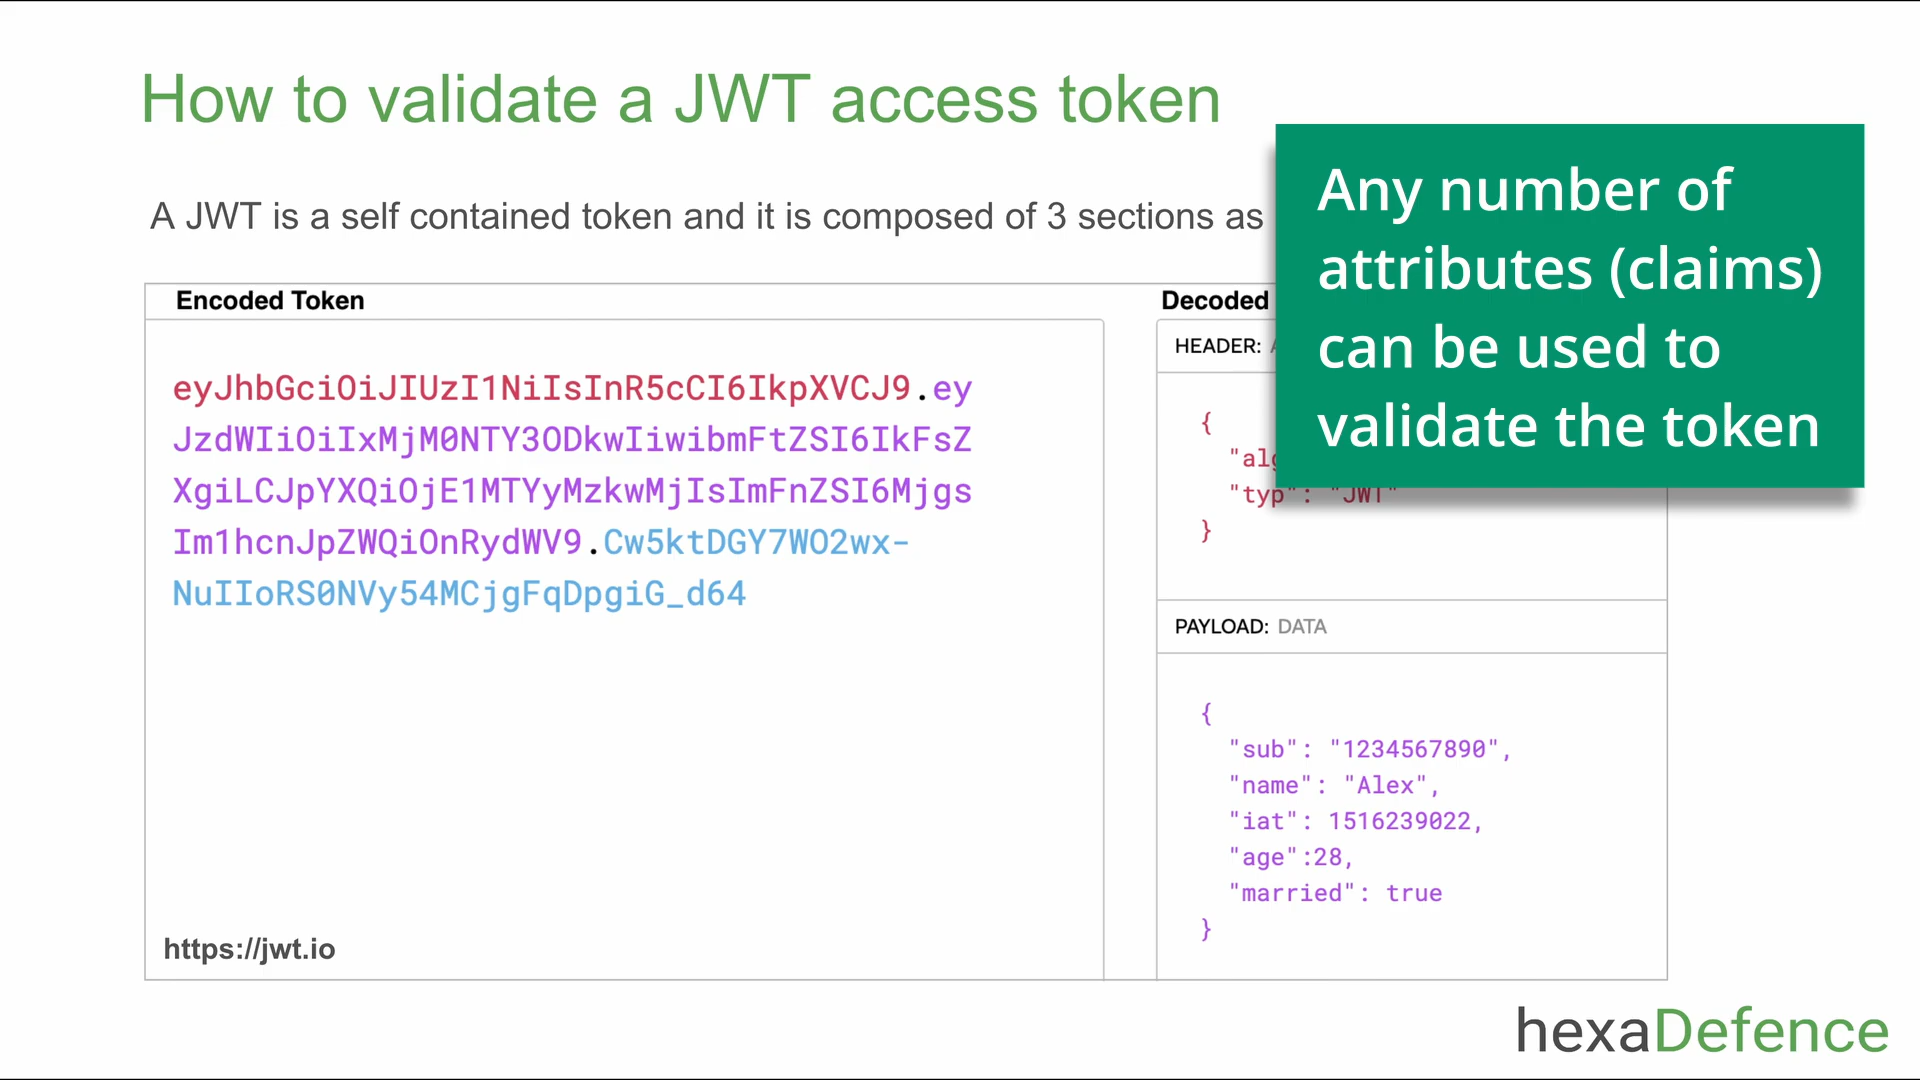 How to validate a JWT access token
A JWT is a self contained token and it is composed of 3 sections as
Any number of
attributes (claims)
can be used to
validate the token
Encoded Token
eyJhbGciOiJIUzI1NiIsInR5cCI6IkpXVCJ9.ey
JzdWIiOiIxMjM0NTY3ODkwIiwibmFtZSI6IkFsZ
XgiLCJpYXQiOjE1MTYyMzkwMjIsImFnZSI6Mjgs
Im1hcnJpZWQiOnRydWV9.Cw5ktDGY7WO2wx-
NuIIoRS0NVy54MCjgFqDpgiG_d64
https://jwt.io
Decoded
HEADER:
{
"alg
"typ": "JWT"
}
PAYLOAD: DATA
{
"sub": "1234567890",
"name": "Alex",
"iat": 1516239022,
"age":28,
"married": true
}
hexaDefence